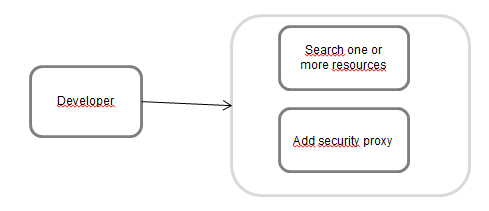 Developer
Search one or
more resources
Add security proxy